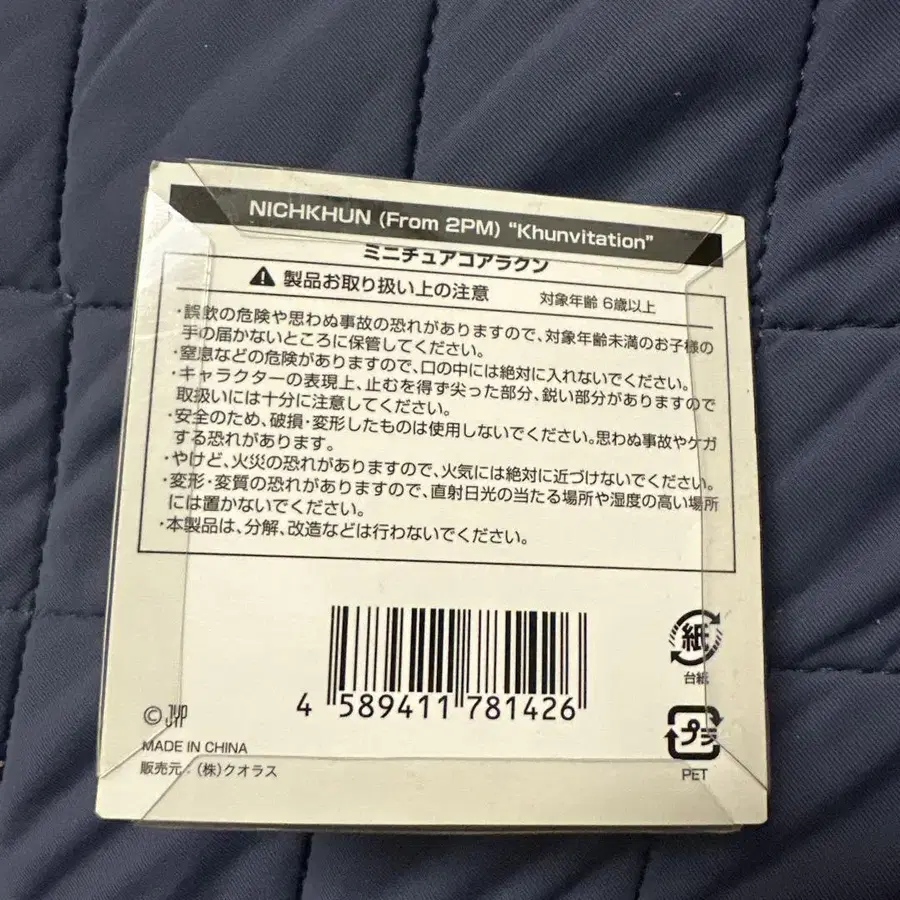 NICHKHUN (From 2PM) “Khunvitation”
ミニチュアコアラクン
製品お取り扱い上の注意 対象年齢 6歳以上
・誤飲の危険や思わぬ事故の恐れがありますので、対象年齢未満のお子様の
手の届かないところに保管してください。
・窒息などの危険がありますので、口の中には絶対に入れないでください。
・キャラクターの表現上、止むを得ず尖った部分、鋭い部分がありますので
取扱いには十分に注意してください。
・安全のため、破損・変形したものは使用しないでください。思わぬ事故やケガ
する恐れがあります。
・やけど、火災の恐れがありますので、火気には絶対に近づけないでください。
・変形・変質の恐れがありますので、直射日光の当たる場所や湿度の高い場所
には置かないでください。
・本製品は、分解、改造などは行わないでください。
4 589411 781426
紙
台紙
プラ
PET
© JYP
MADE IN CHINA
販売元：(株)クオラス